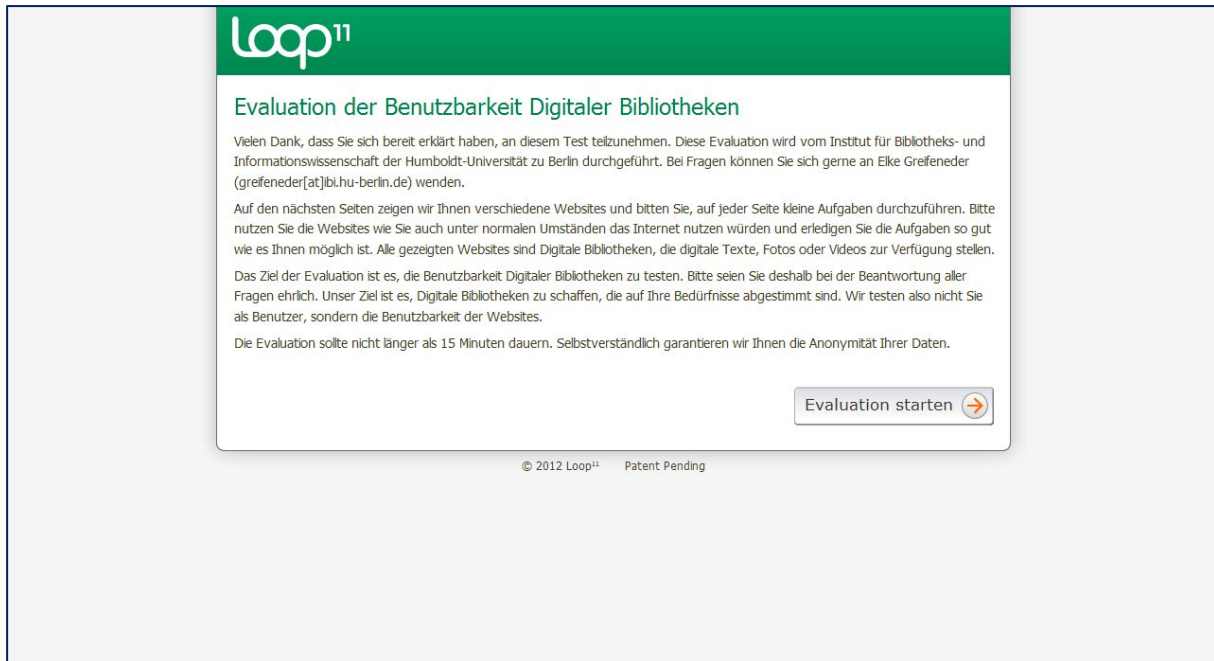 Loop¹¹
Evaluation der Benutzbarkeit Digitaler Bibliotheken
Vielen Dank, dass Sie sich bereit erklärt haben, an diesem Test teilzunehmen. Diese Evaluation wird vom Institut für Bibliotheks- und
Informationswissenschaft der Humboldt-Universität zu Berlin durchgeführt. Bei Fragen können Sie sich gerne an Elke Greifeneder
(greifeneder[at]ibi.hu-berlin.de) wenden.
Auf den nächsten Seiten zeigen wir Ihnen verschiedene Websites und bitten Sie, auf jeder Seite kleine Aufgaben durchzuführen. Bitte
nutzen Sie die Websites wie Sie auch unter normalen Umständen das Internet nutzen würden und erledigen Sie die Aufgaben so gut
wie es Ihnen möglich ist. Alle gezeigten Websites sind Digitale Bibliotheken, die digitale Texte, Fotos oder Videos zur Verfügung stellen.
Das Ziel der Evaluation ist es, die Benutzbarkeit Digitaler Bibliotheken zu testen. Bitte seien Sie deshalb bei der Beantwortung aller
Fragen ehrlich. Unser Ziel ist es, Digitale Bibliotheken zu schaffen, die auf Ihre Bedürfnisse abgestimmt sind. Wir testen also nicht Sie
als Benutzer, sondern die Benutzbarkeit der Websites.
Die Evaluation sollte nicht länger als 15 Minuten dauern. Selbstverständlich garantieren wir Ihnen die Anonymität Ihrer Daten.
Evaluation starten
© 2012 Loop¹¹ Patent Pending